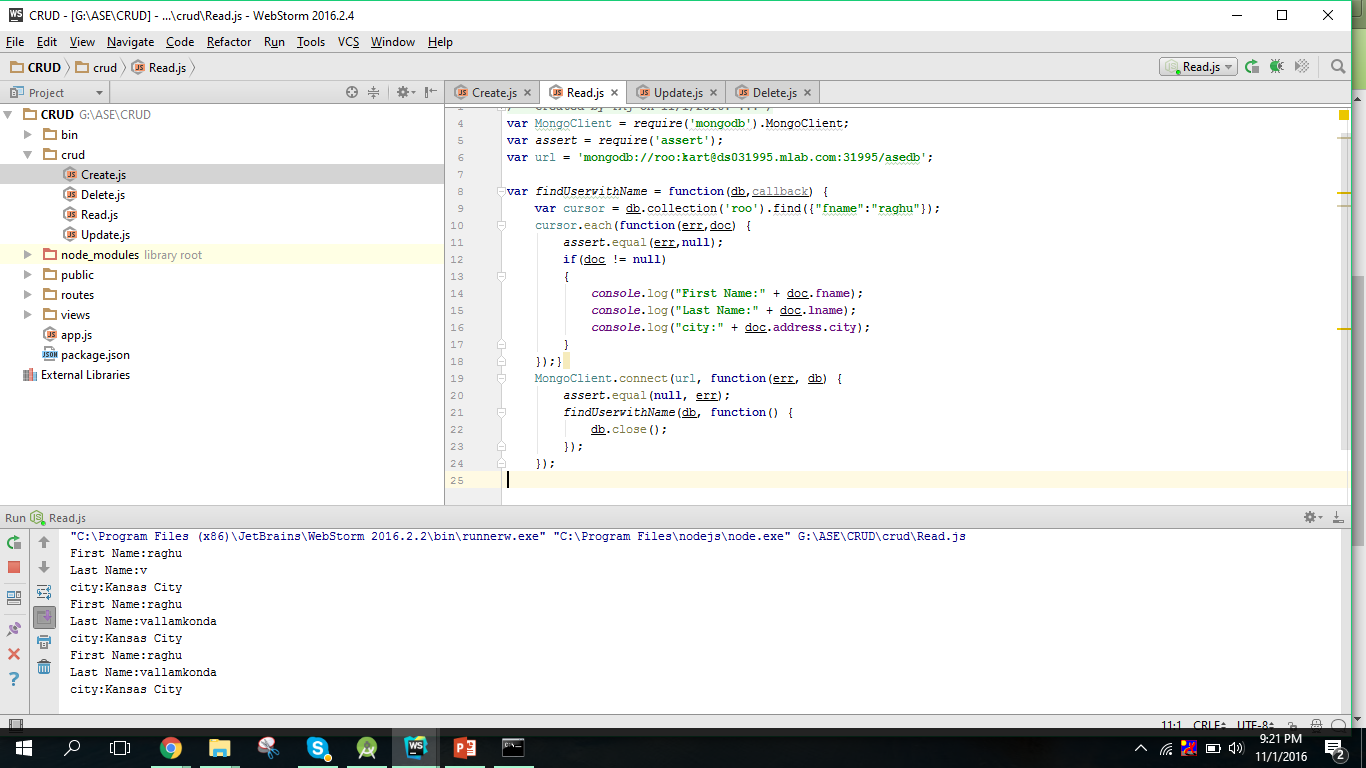 CRUD - [G:\ASE\CRUD] - ...\crud\Read.js - WebStorm 2016.2.4
File Edit View Navigate Code Refactor Run Tools VCS Window Help
CRUD crud Read.js Read.js
Project
Create.js Read.js Update.js Delete.js
CRUD G:\ASE\CRUD
bin
crud
Create.js
Delete.js
Read.js
Update.js
node_modules library root
public
routes
views
app.js
package.json
External Libraries
4 var MongoClient = require('mongodb').MongoClient;
5 var assert = require('assert');
6 var url = 'mongodb://roo:kart@ds031995.mlab.com:31995/asedb';
7
8 var findUserwithName = function(db,callback) {
9 var cursor = db.collection('roo').find({"fname":"raghu"});
10 cursor.each(function(err,doc) {
11 assert.equal(err,null);
12 if(doc != null)
13 {
14 console.log("First Name:" + doc.fname);
15 console.log("Last Name:" + doc.lname);
16 console.log("city:" + doc.address.city);
17 }
18 });}
19 MongoClient.connect(url, function(err, db) {
20 assert.equal(null, err);
21 findUserwithName(db, function() {
22 db.close();
23 });
24 });
25
Run Read.js
"C:\Program Files (x86)\JetBrains\WebStorm 2016.2.2\bin\runnerw.exe" "C:\Program Files\nodejs\node.exe" G:\ASE\CRUD\crud\Read.js
First Name:raghu
Last Name:v
city:Kansas City
First Name:raghu
Last Name:vallamkonda
city:Kansas City
First Name:raghu
Last Name:vallamkonda
city:Kansas City
11:1 CRLF UTF-8
9:21 PM
11/1/2016
2